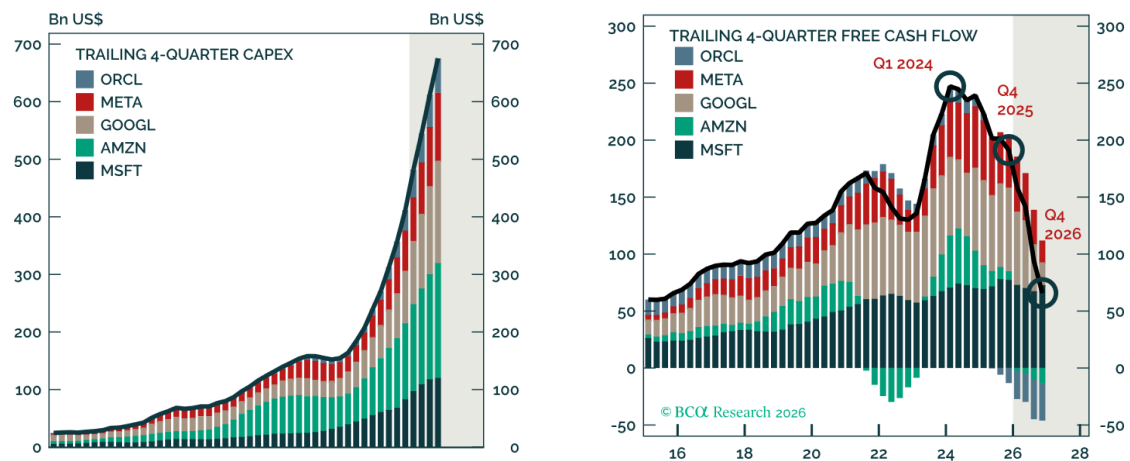 Bn US$
Bn US$
TRAILING 4-QUARTER CAPEX
ORCL
META
GOOGL
AMZN
MSFT
700
600
500
400
300
200
100
0
700
600
500
400
300
200
100
0
TRAILING 4-QUARTER FREE CASH FLOW
ORCL
META
GOOGL
AMZN
MSFT
Q1 2024
Q4
2025
Q4
2026
300
250
200
150
100
50
0
-50
300
250
200
150
100
50
0
-50
© BCα Research 2026
16
18
20
22
24
26
28